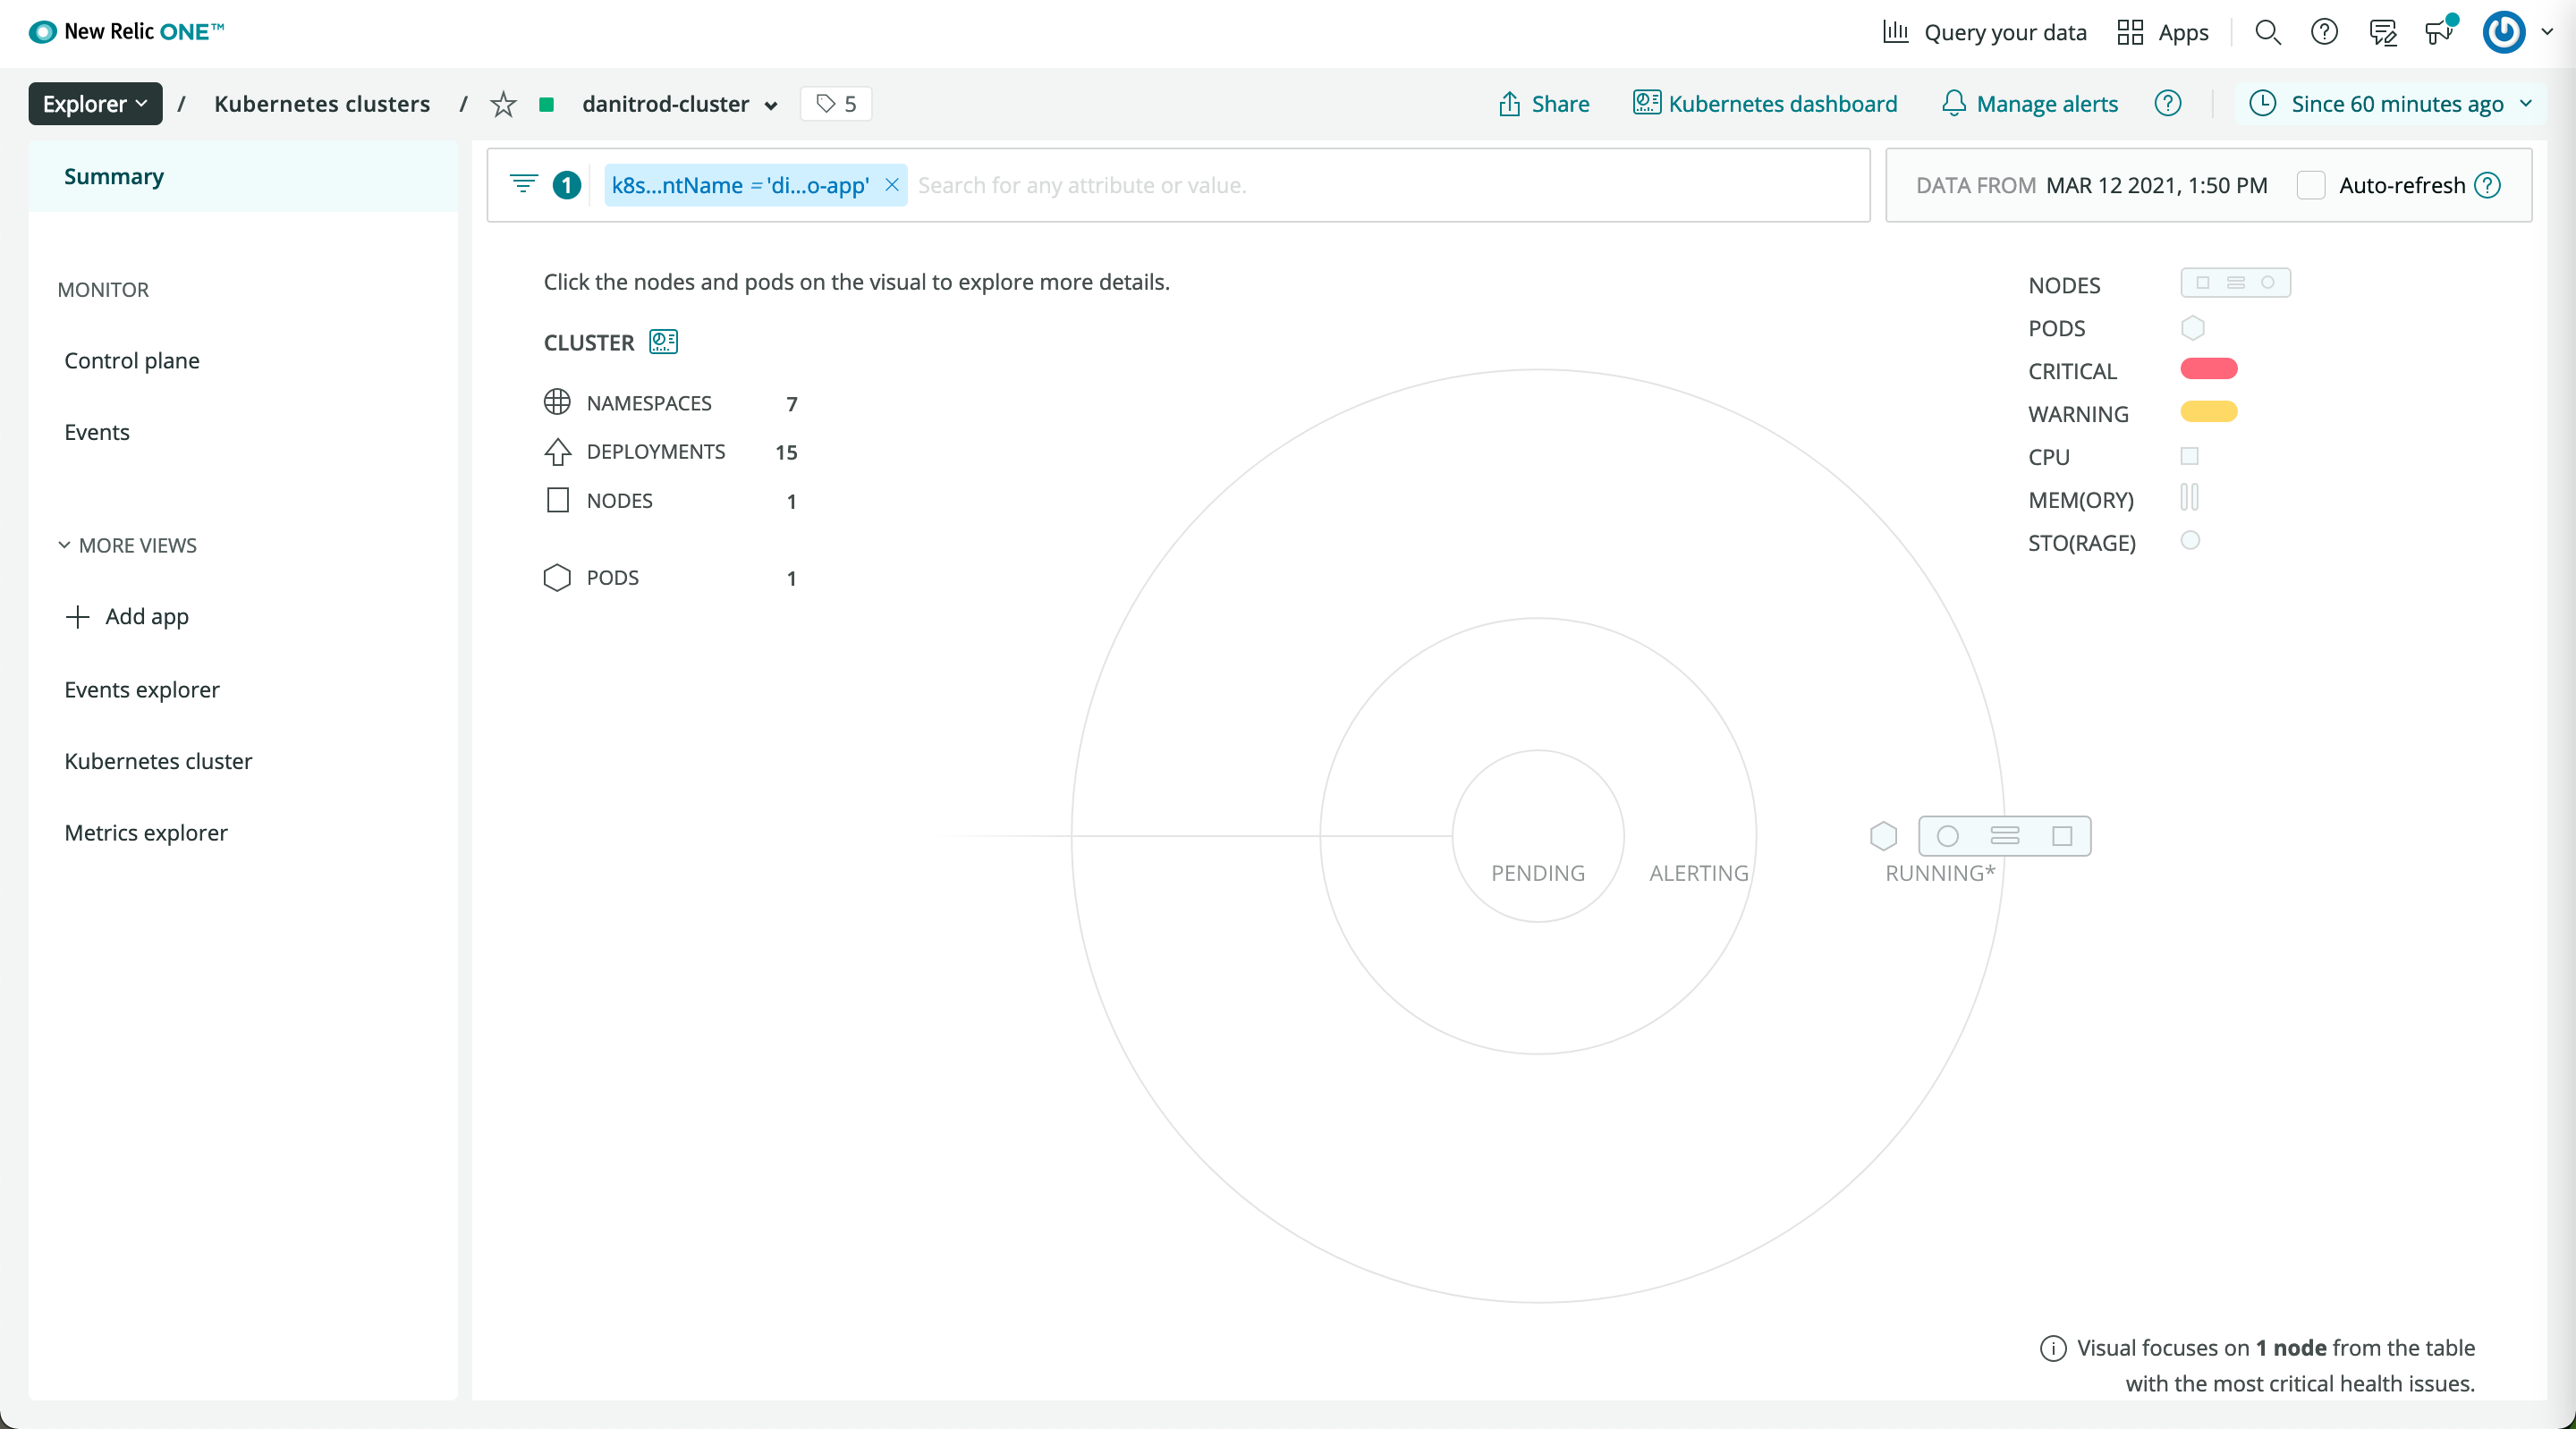 New Relic ONE™
Query your data
Apps
Explorer / Kubernetes clusters / danitrod-cluster 5
Share
Kubernetes dashboard
Manage alerts
Since 60 minutes ago
Summary
MONITOR
Control plane
Events
MORE VIEWS
Add app
Events explorer
Kubernetes cluster
Metrics explorer
1 k8s...ntName = 'di...o-app' Search for any attribute or value.
DATA FROM MAR 12 2021, 1:50 PM
Auto-refresh
Click the nodes and pods on the visual to explore more details.
CLUSTER
NAMESPACES 7
DEPLOYMENTS 15
NODES 1
PODS 1
NODES
PODS
CRITICAL
WARNING
CPU
MEM(ORY)
STO(RAGE)
PENDING
ALERTING
RUNNING*
Visual focuses on 1 node from the table
with the most critical health issues.